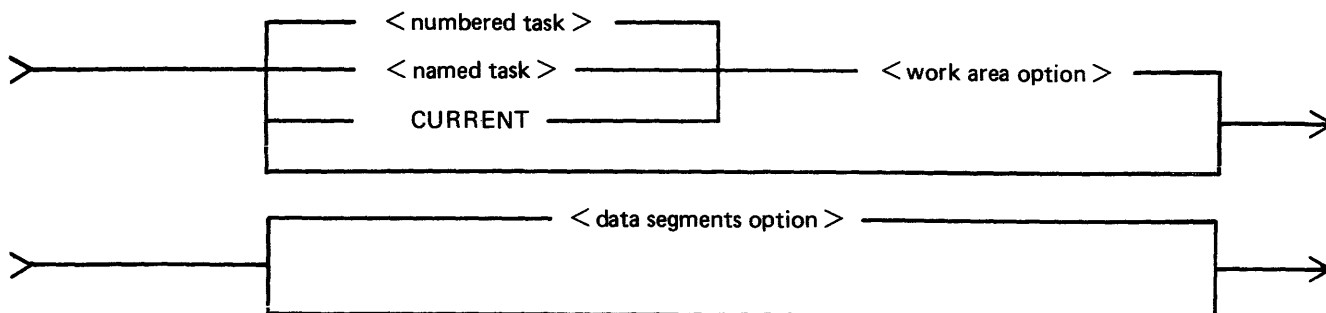 < numbered task >
< named task >
< work area option >
CURRENT
< data segments option >